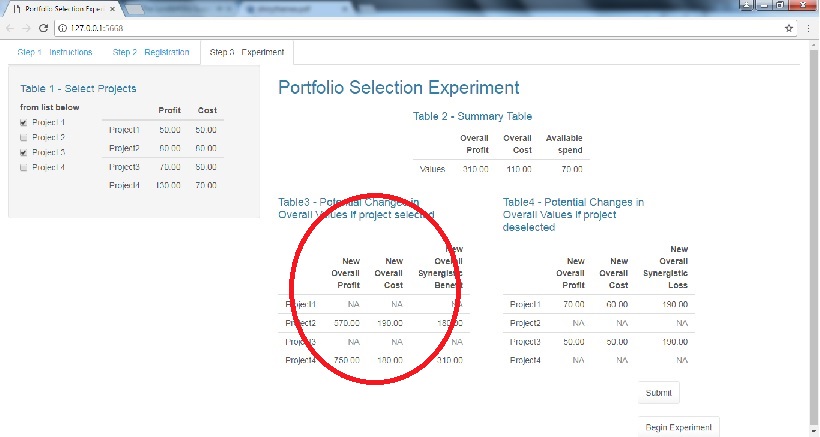 Portfolio Selection Exper
127.0.0.1:5668
Step 1 Instructions Step 2 Registration Step 3 Experiment
Table 1 - Select Projects
from list below
Project 1
Project 2
Project 3
Project 4
Profit Cost
Project1 50.00 50.00
Project2 80.00 80.00
Project3 70.00 60.00
Project4 130.00 70.00
Portfolio Selection Experiment
Table 2 - Summary Table
Overall Profit Overall Cost Available spend
Values 310.00 110.00 70.00
Table3 - Potential Changes in
Overall Values if project selected
New Overall Profit New Overall Cost New Overall Synergistic Benefit
Project1 NA NA NA
Project2 570.00 190.00 180.00
Project3 NA NA NA
Project4 750.00 180.00 310.00
Table4 - Potential Changes in
Overall Values if project
deselected
New Overall Profit New Overall Cost New Overall Synergistic Loss
Project1 70.00 60.00 190.00
Project2 NA NA NA
Project3 50.00 50.00 190.00
Project4 NA NA NA
Submit
Begin Experiment